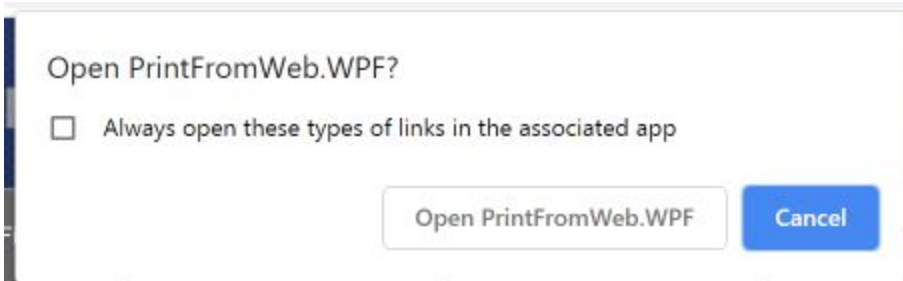 Open PrintFromWeb.WPF?
Always open these types of links in the associated app
Open PrintFromWeb.WPF
Cancel